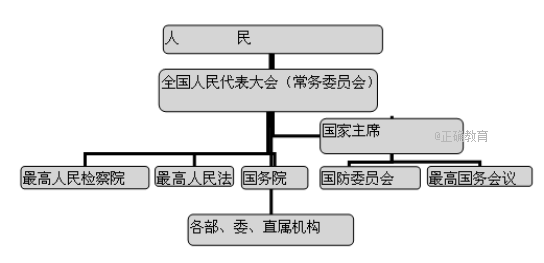 人 民
全国人民代表大会（常务委员会）
国家主席
@正确教育
最高人民检察院
最高人民法
国务院
国防委员会
最高国务会议
各部、委、直属机构